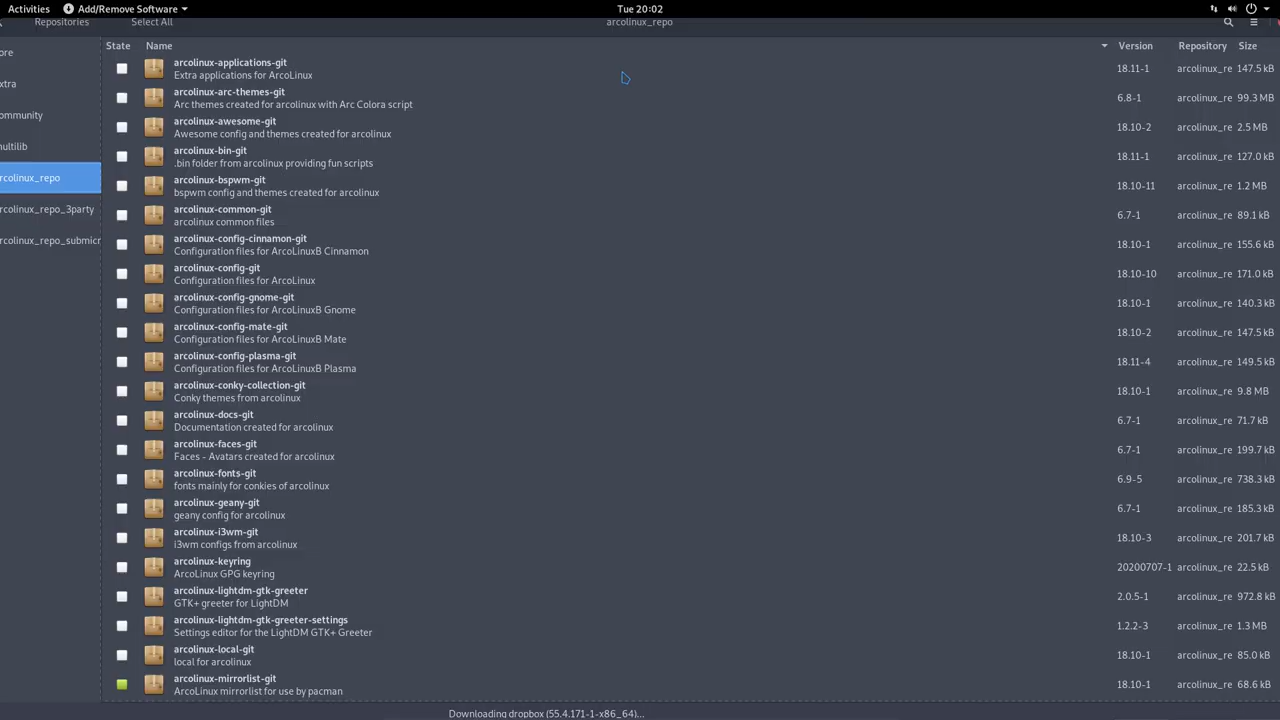 Activities Add/Remove Software Tue 20:02
Repositories Select All arcolinux_repo
State Name Version Repository Size
ore
xtra
ommunity
nultilib
rcolinux_repo
rcolinux_repo_3party
rcolinux_repo_submicr
arcolinux-applications-git
Extra applications for ArcoLinux
18.11-1 arcolinux_re 147.5 kB
arcolinux-arc-themes-git
Arc themes created for arcolinux with Arc Colora script
6.8-1 arcolinux_re 99.3 MB
arcolinux-awesome-git
Awesome config and themes created for arcolinux
18.10-2 arcolinux_re 2.5 MB
arcolinux-bin-git
.bin folder from arcolinux providing fun scripts
18.11-1 arcolinux_re 127.0 kB
arcolinux-bspwm-git
bspwm config and themes created for arcolinux
18.10-11 arcolinux_re 1.2 MB
arcolinux-common-git
arcolinux common files
6.7-1 arcolinux_re 89.1 kB
arcolinux-config-cinnamon-git
Configuration files for ArcoLinuxB Cinnamon
18.10-1 arcolinux_re 155.6 kB
arcolinux-config-git
Configuration files for ArcoLinux
18.10-10 arcolinux_re 171.0 kB
arcolinux-config-gnome-git
Configuration files for ArcoLinuxB Gnome
18.10-1 arcolinux_re 140.3 kB
arcolinux-config-mate-git
Configuration files for ArcoLinuxB Mate
18.10-2 arcolinux_re 147.5 kB
arcolinux-config-plasma-git
Configuration files for ArcoLinuxB Plasma
18.11-4 arcolinux_re 149.5 kB
arcolinux-conky-collection-git
Conky themes from arcolinux
18.10-1 arcolinux_re 9.8 MB
arcolinux-docs-git
Documentation created for arcolinux
6.7-1 arcolinux_re 71.7 kB
arcolinux-faces-git
Faces - Avatars created for arcolinux
6.7-1 arcolinux_re 199.7 kB
arcolinux-fonts-git
fonts mainly for conkies of arcolinux
6.9-5 arcolinux_re 738.3 kB
arcolinux-geany-git
geany config for arcolinux
6.7-1 arcolinux_re 185.3 kB
arcolinux-i3wm-git
i3wm configs from arcolinux
18.10-3 arcolinux_re 201.7 kB
arcolinux-keyring
ArcoLinux GPG keyring
20200707-1 arcolinux_re 22.5 kB
arcolinux-lightdm-gtk-greeter
GTK+ greeter for LightDM
2.0.5-1 arcolinux_re 972.8 kB
arcolinux-lightdm-gtk-greeter-settings
Settings editor for the LightDM GTK+ Greeter
1.2.2-3 arcolinux_re 1.3 MB
arcolinux-local-git
local for arcolinux
18.10-1 arcolinux_re 85.0 kB
arcolinux-mirrorlist-git
ArcoLinux mirrorlist for use by pacman
18.10-1 arcolinux_re 68.6 kB
Downloading dropbox (55.4.171-1-x86_64)...